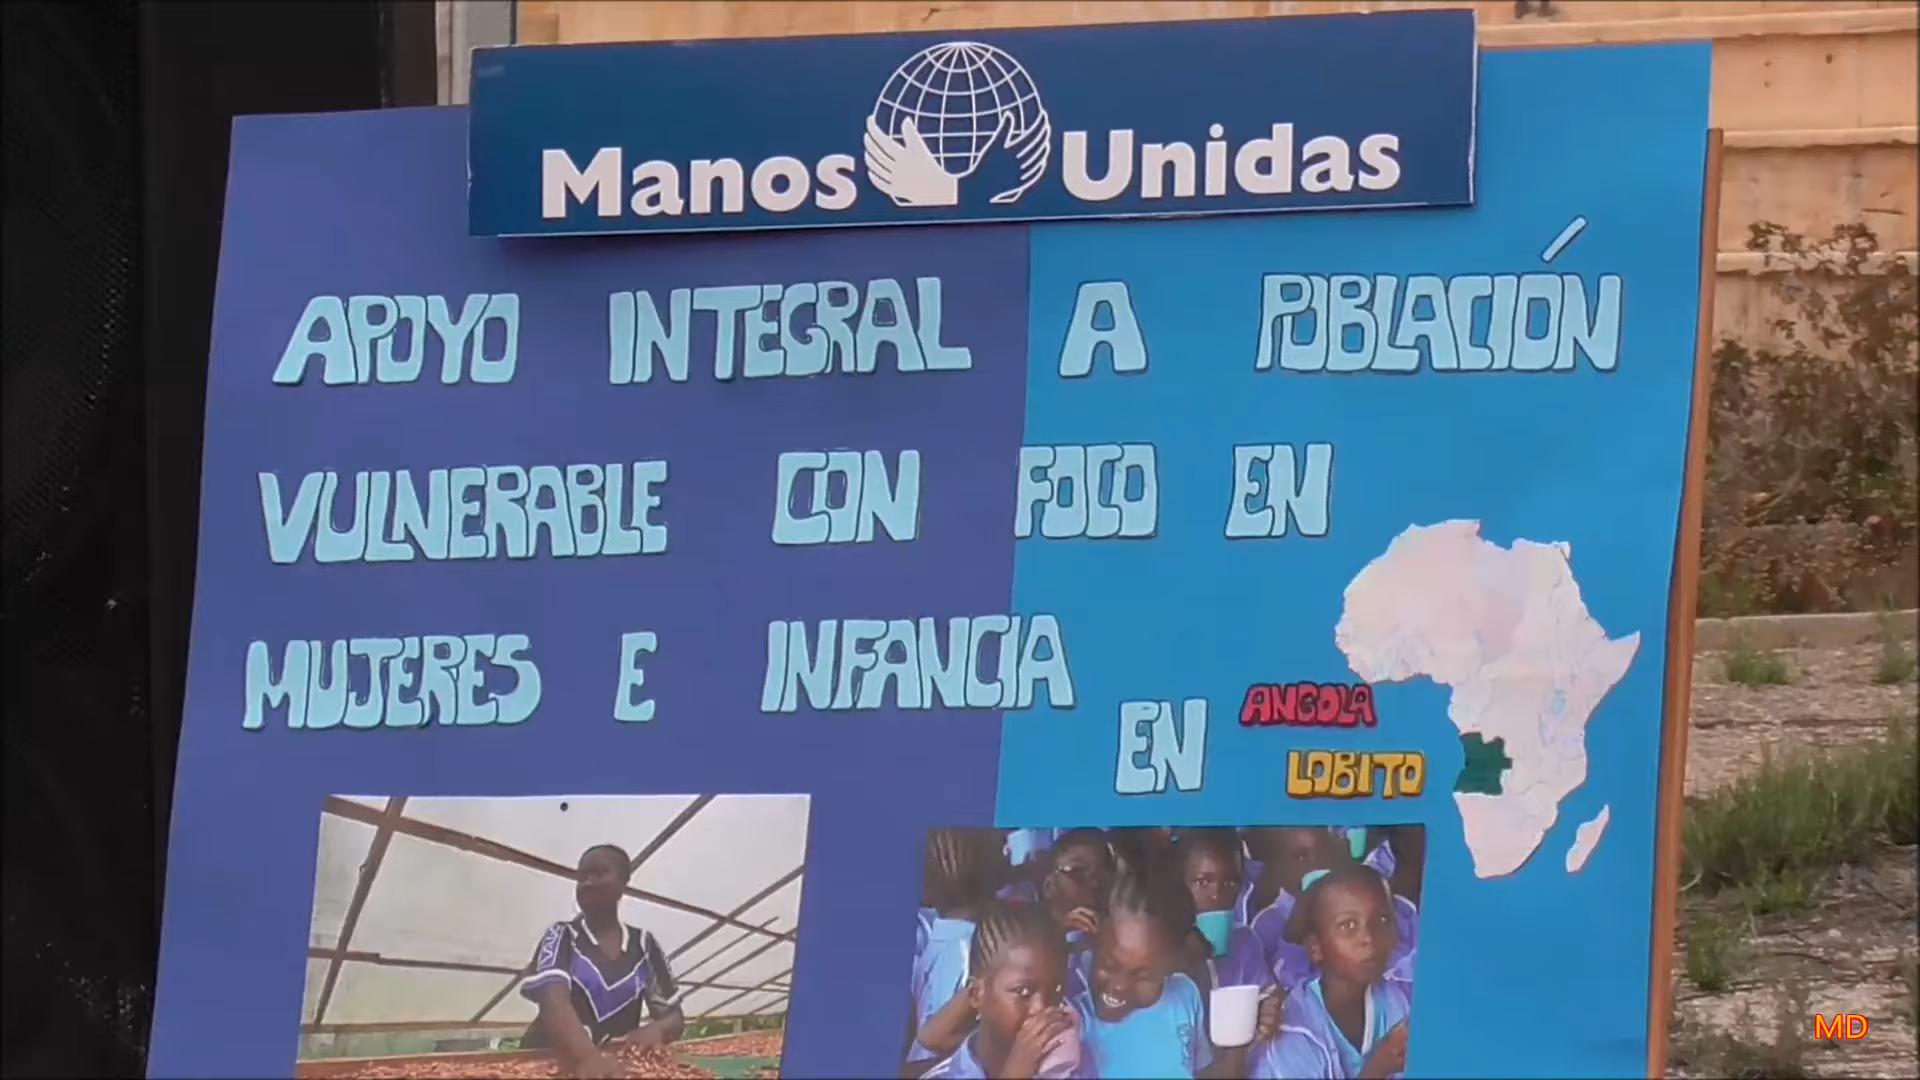 Manos Unidas
APOYO INTEGRAL A POBLACIÓN
VULNERABLE CON FOCO EN
MUJERES E INFANCIA
EN ANGOLA
LOBITO
MD